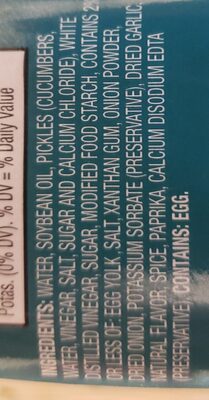 Potas. (0% DV). % DV = % Daily Value
INGREDIENTS: WATER, SOYBEAN OIL, PICKLES (CUCUMBERS,
WATER, VINEGAR, SALT, SUGAR AND CALCIUM CHLORIDE), WHITE
DISTILLED VINEGAR, SUGAR, MODIFIED FOOD STARCH, CONTAINS 2%
OR LESS OF: EGG YOLK, SALT, XANTHAN GUM, ONION POWDER,
DRIED ONION, POTASSIUM SORBATE (PRESERVATIVE), DRIED GARLIC,
NATURAL FLAVOR, SPICE, PAPRIKA, CALCIUM DISODIUM EDTA
(PRESERVATIVE). CONTAINS: EGG.